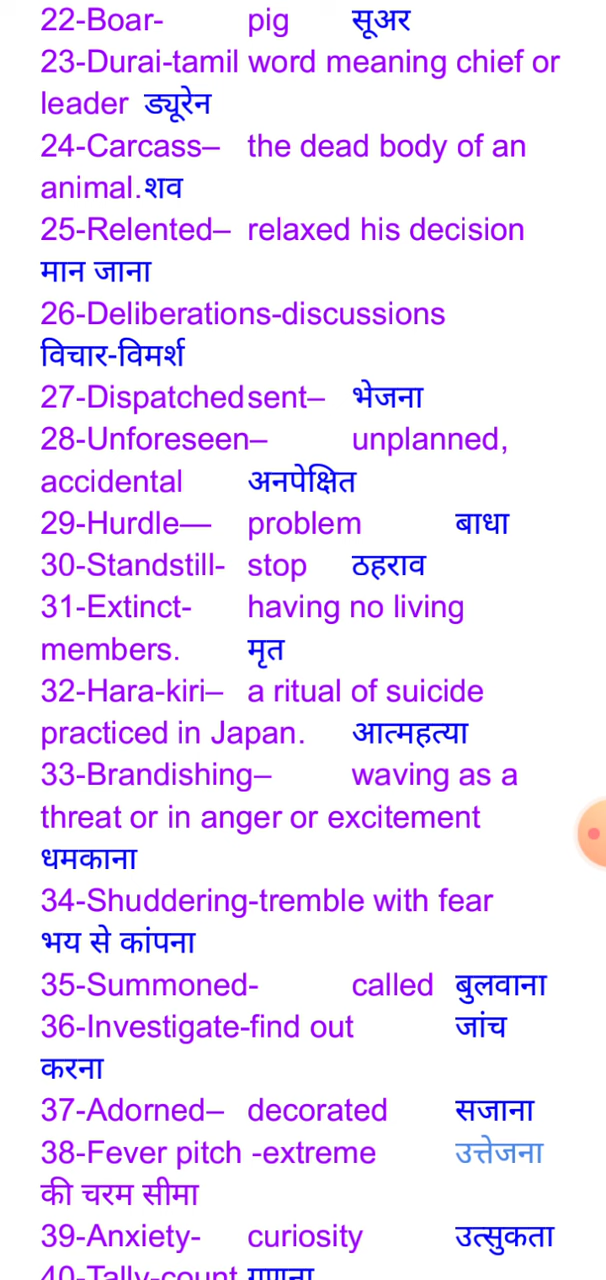 22-Boar- pig सूअर
23-Durai-tamil word meaning chief or
leader ड्यूरेन
24-Carcass– the dead body of an
animal.शव
25-Relented– relaxed his decision
मान जाना
26-Deliberations-discussions
विचार-विमर्श
27-Dispatchedsent– भेजना
28-Unforeseen– unplanned,
accidental अनपेक्षित
29-Hurdle–– problem बाधा
30-Standstill- stop ठहराव
31-Extinct- having no living
members. मृत
32-Hara-kiri– a ritual of suicide
practiced in Japan. आत्महत्या
33-Brandishing– waving as a
threat or in anger or excitement
धमकाना
34-Shuddering-tremble with fear
भय से कांपना
35-Summoned- called बुलवाना
36-Investigate-find out जांच
करना
37-Adorned– decorated सजाना
38-Fever pitch -extreme उत्तेजना
की चरम सीमा
39-Anxiety- curiosity उत्सुकता
40-Tally-count गणना